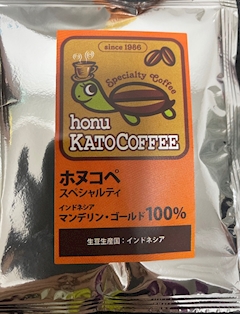 since 1986
Specialty Coffee
honu
KATOCOFFEE
ホヌコペ
スペシャルティ
インドネシア
マンデリン・ゴールド100%
生豆生産国：インドネシア